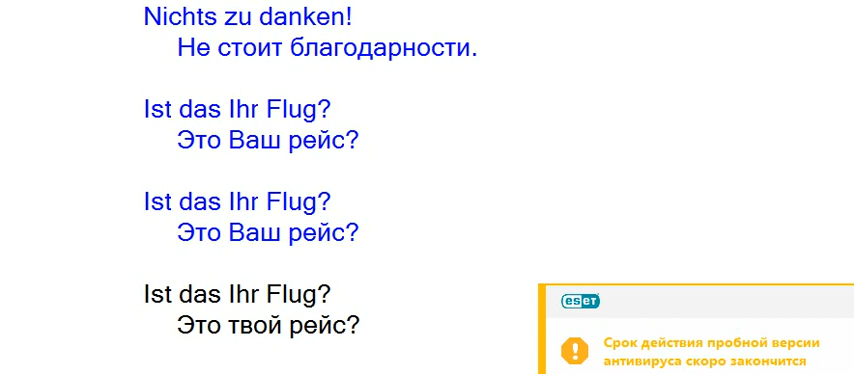 Nichts zu danken!
Не стоит благодарности.
Ist das Ihr Flug?
Это Ваш рейс?
Ist das Ihr Flug?
Это Ваш рейс?
Ist das Ihr Flug?
Это твой рейс?
eset
Срок действия пробной версии
антивируса скоро закончится